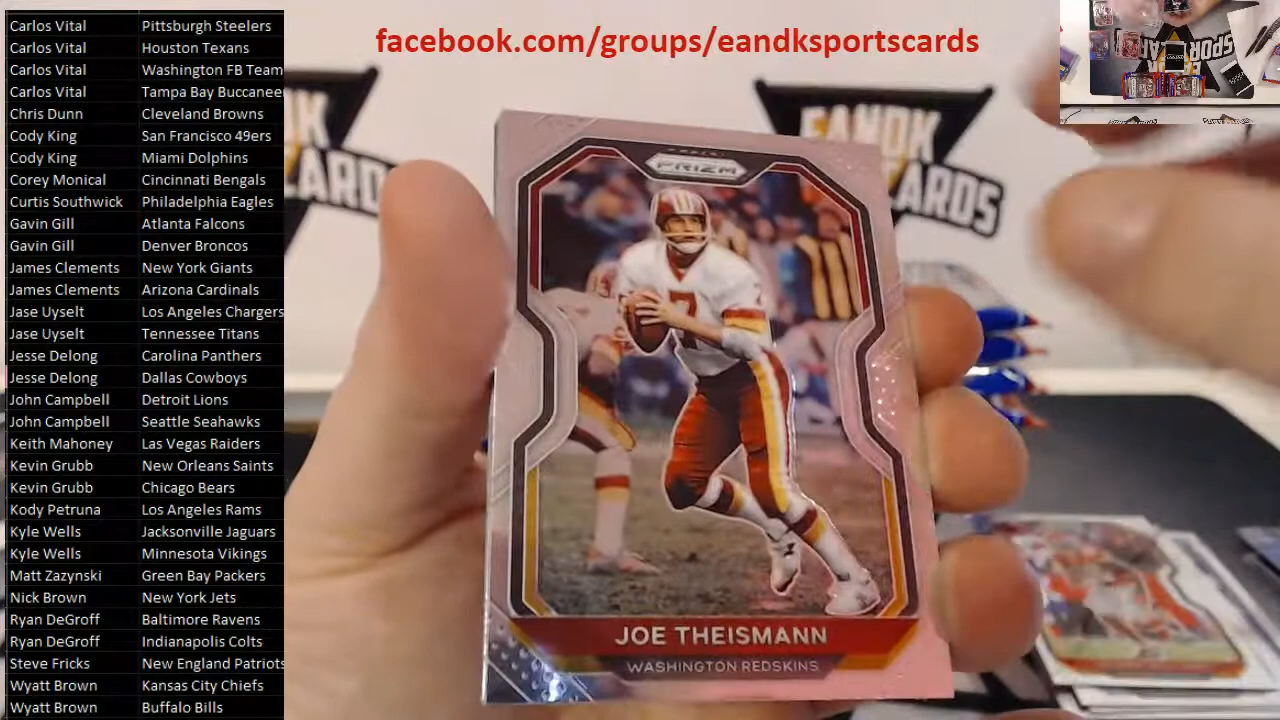 facebook.com/groups/eandksportscards
Carlos Vital Pittsburgh Steelers
Carlos Vital Houston Texans
Carlos Vital Washington FB Team
Carlos Vital Tampa Bay Buccanee
Chris Dunn Cleveland Browns
Cody King San Francisco 49ers
Cody King Miami Dolphins
Corey Monical Cincinnati Bengals
Curtis Southwick Philadelphia Eagles
Gavin Gill Atlanta Falcons
Gavin Gill Denver Broncos
James Clements New York Giants
James Clements Arizona Cardinals
Jase Uyselt Los Angeles Chargers
Jase Uyselt Tennessee Titans
Jesse Delong Carolina Panthers
Jesse Delong Dallas Cowboys
John Campbell Detroit Lions
John Campbell Seattle Seahawks
Keith Mahoney Las Vegas Raiders
Kevin Grubb New Orleans Saints
Kevin Grubb Chicago Bears
Kody Petruna Los Angeles Rams
Kyle Wells Jacksonville Jaguars
Kyle Wells Minnesota Vikings
Matt Zazynski Green Bay Packers
Nick Brown New York Jets
Ryan DeGroff Baltimore Ravens
Ryan DeGroff Indianapolis Colts
Steve Fricks New England Patriots
Wyatt Brown Kansas City Chiefs
Wyatt Brown Buffalo Bills
PRIZM
7
JOE THEISMANN
WASHINGTON REDSKINS
EANDK